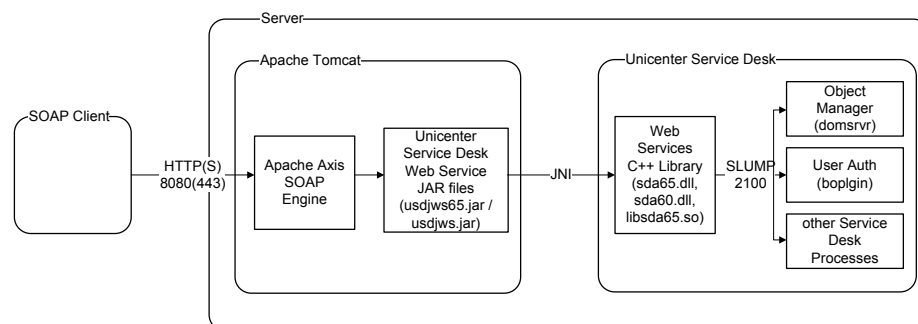 Server
Apache Tomcat
Unicenter Service Desk
SOAP Client
HTTP(S)
8080(443)
Apache Axis
SOAP
Engine
Unicenter
Service Desk
Web Service
JAR files
(usdjws65.jar /
usdjws.jar)
JNI
Web
Services
C++ Library
(sda65.dll,
sda60.dll,
libsda65.so)
SLUMP
2100
Object
Manager
(domsrvr)
User Auth
(boplgin)
other Service
Desk
Processes